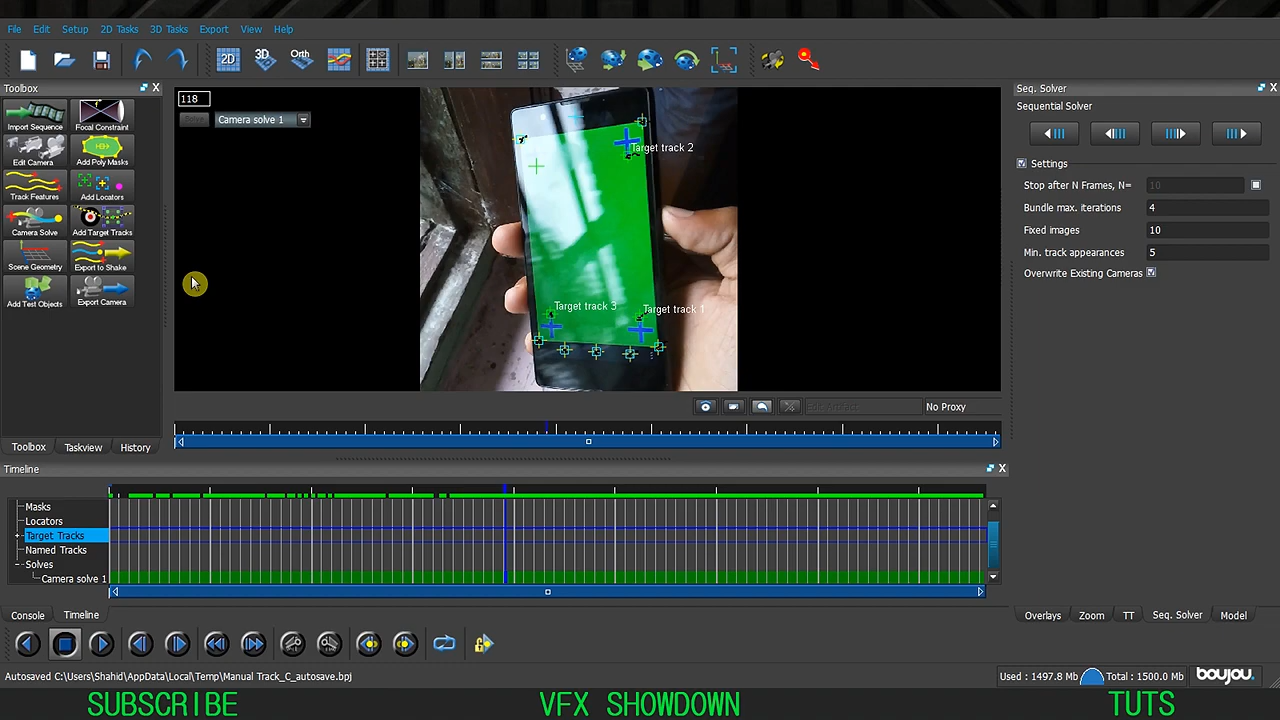 File Edit Setup 2D Tasks 3D Tasks Export View Help
2D 3D Orth
Toolbox
Seq. Solver
Import Sequence Focal Constraint
Edit Camera Add Poly Masks
Track Features Add Locators
Camera Solve Add Target Tracks
Scene Geometry Export to Shake
Add Test Objects Export Camera
Toolbox Taskview History
118
Solve Camera solve 1
Target track 2
Target track 3
Target track 1
Edit Artifact No Proxy
Sequential Solver
Settings
Stop after N Frames, N= 10
Bundle max. iterations 4
Fixed images 10
Min. track appearances 5
Overwrite Existing Cameras
Timeline
Masks
Locators
Target Tracks
Named Tracks
Solves
Camera solve 1
Console Timeline
Overlays Zoom TT Seq. Solver Model
Autosaved C:\Users\Shahid\AppData\Local\Temp\Manual Track_C_autosave.bpj
Used : 1497.8 Mb Total : 1500.0 Mb boujou.
SUBSCRIBE VFX SHOWDOWN TUTS